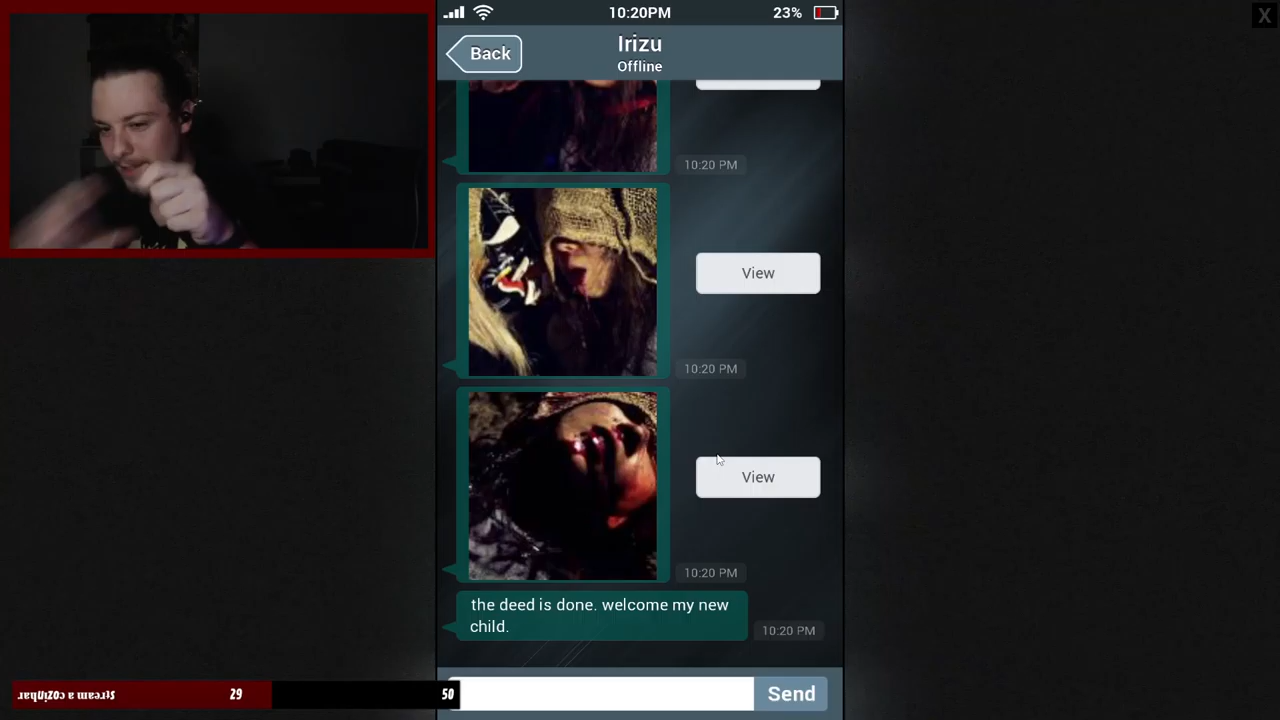 10:20PM
23%
X
Back
Irizu
Offline
10:20 PM
View
10:20 PM
View
10:20 PM
the deed is done. welcome my new
child.
10:20 PM
29
50
Send